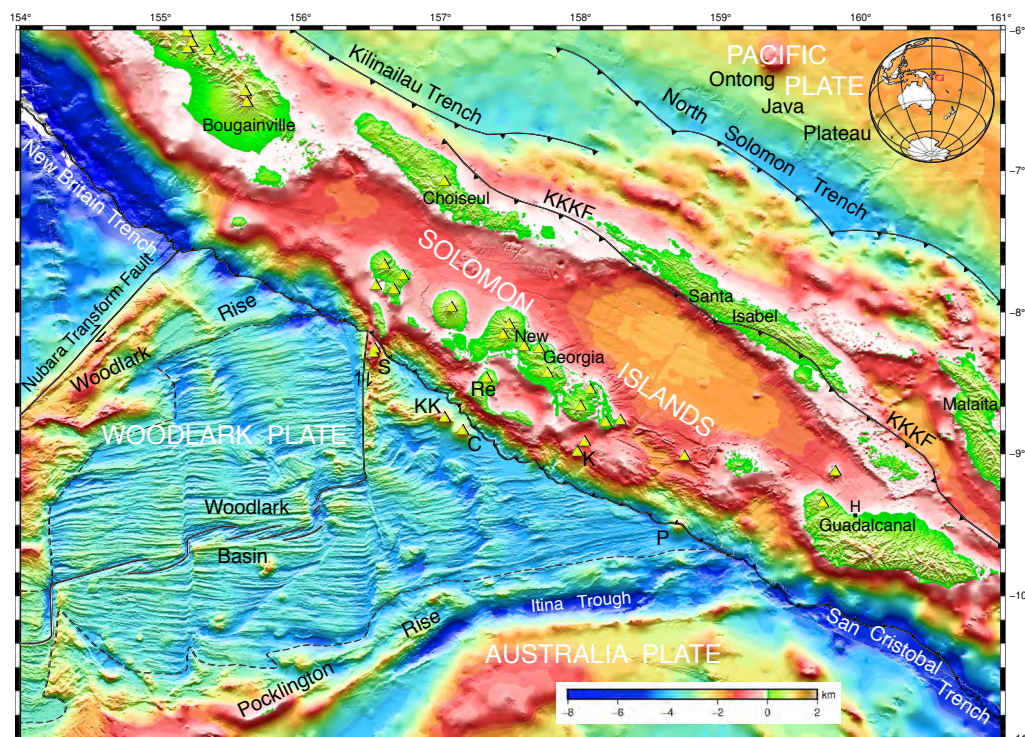 154° 155° 156° 157° 158° 159° 160° 161°
-6°
PACIFIC
PLATE
Ontong
Java
Plateau
Kilinailau Trench
North Solomon Trench
Bougainville
-7°
Choiseul
KKKF
New Britain Trench
SOLOMON
ISLANDS
Santa
Isabel
Nubara Transform Fault
-8°
Woodlark Rise
New
Georgia
S
Re
KK
C
Malaita
KKKF
WOODLARK PLATE
-9°
K
Woodlark
Basin
H
Guadalcanal
P
-10°
Itina Trough
Pocklington Rise
San Cristobal
Trench
AUSTRALIA PLATE
km
-8 -6 -4 -2 0 2